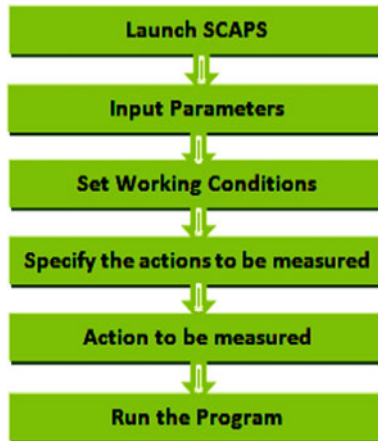 Launch SCAPS
Input Parameters
Set Working Conditions
Specify the actions to be measured
Action to be measured
Run the Program